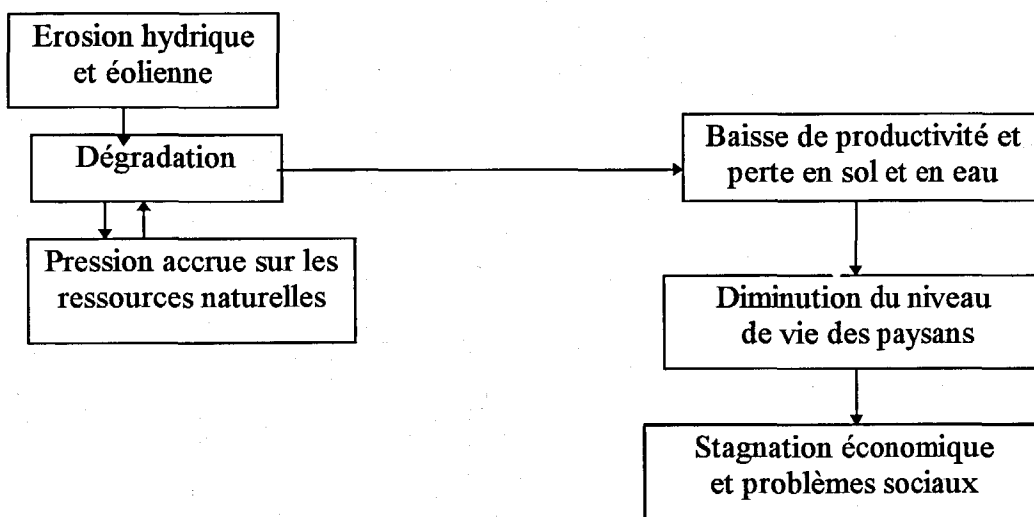 Erosion hydrique
et éolienne
Dégradation
Pression accrue sur les
ressources naturelles
Baisse de productivité et
perte en sol et en eau
Diminution du niveau
de vie des paysans
Stagnation économique
et problèmes sociaux